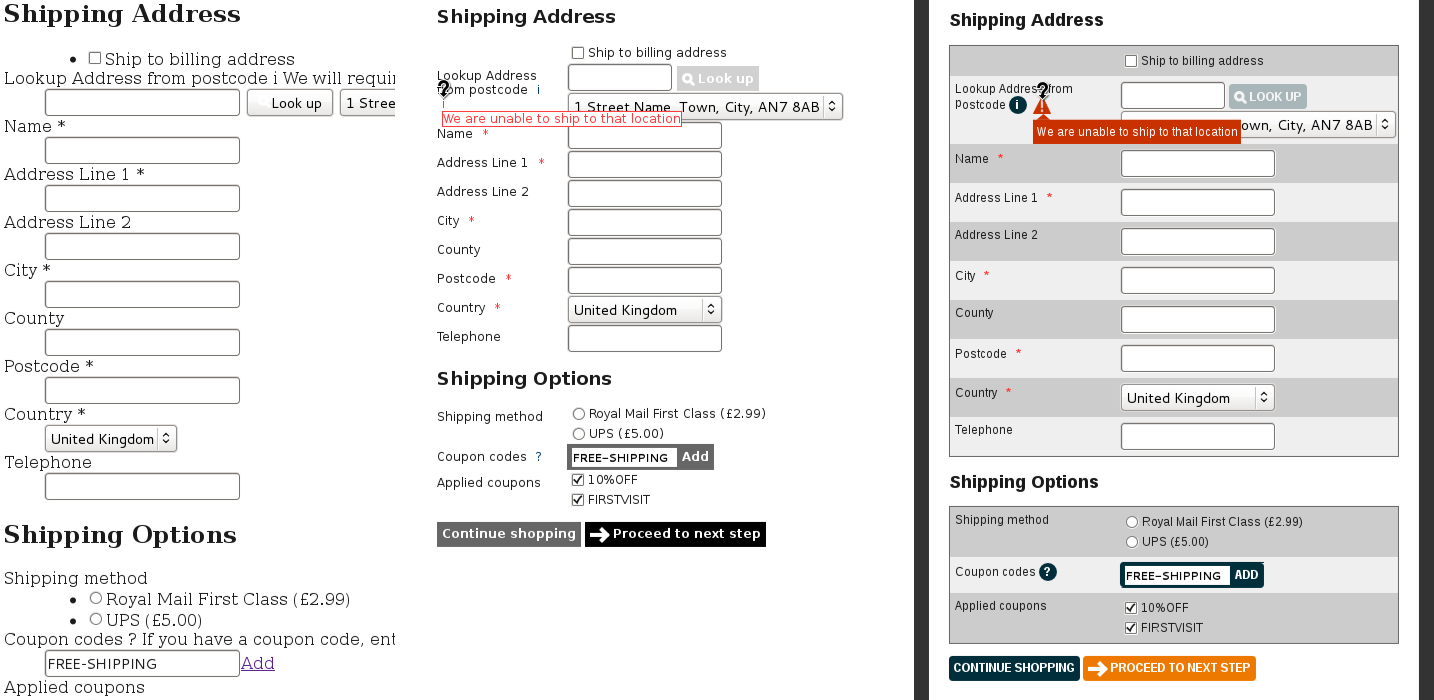 Shipping Address
Ship to billing address
Lookup Address from postcode i We will requir
Look up 1 Stree
Name *
Address Line 1 *
Address Line 2
City *
County
Postcode *
Country *
United Kingdom
Telephone
Shipping Options
Shipping method
Royal Mail First Class (£2.99)
UPS (£5.00)
Coupon codes ? If you have a coupon code, ent
FREE-SHIPPING Add
Applied coupons
Shipping Address
Ship to billing address
Lookup Address
from postcode i
Look up
i
1 Street Name, Town, City, AN7 8AB
We are unable to ship to that location
Name *
Address Line 1 *
Address Line 2
City *
County
Postcode *
Country *
United Kingdom
Telephone
Shipping Options
Shipping method
Royal Mail First Class (£2.99)
UPS (£5.00)
Coupon codes ?
FREE-SHIPPING Add
Applied coupons
10%OFF
FIRSTVISIT
Continue shopping Proceed to next step
Shipping Address
Ship to billing address
Lookup Address from
Postcode i
LOOK UP
We are unable to ship to that location
own, City, AN7 8AB
Name *
Address Line 1 *
Address Line 2
City *
County
Postcode *
Country *
United Kingdom
Telephone
Shipping Options
Shipping method
Royal Mail First Class (£2.99)
UPS (£5.00)
Coupon codes ?
FREE-SHIPPING ADD
Applied coupons
10%OFF
FIRSTVISIT
CONTINUE SHOPPING PROCEED TO NEXT STEP